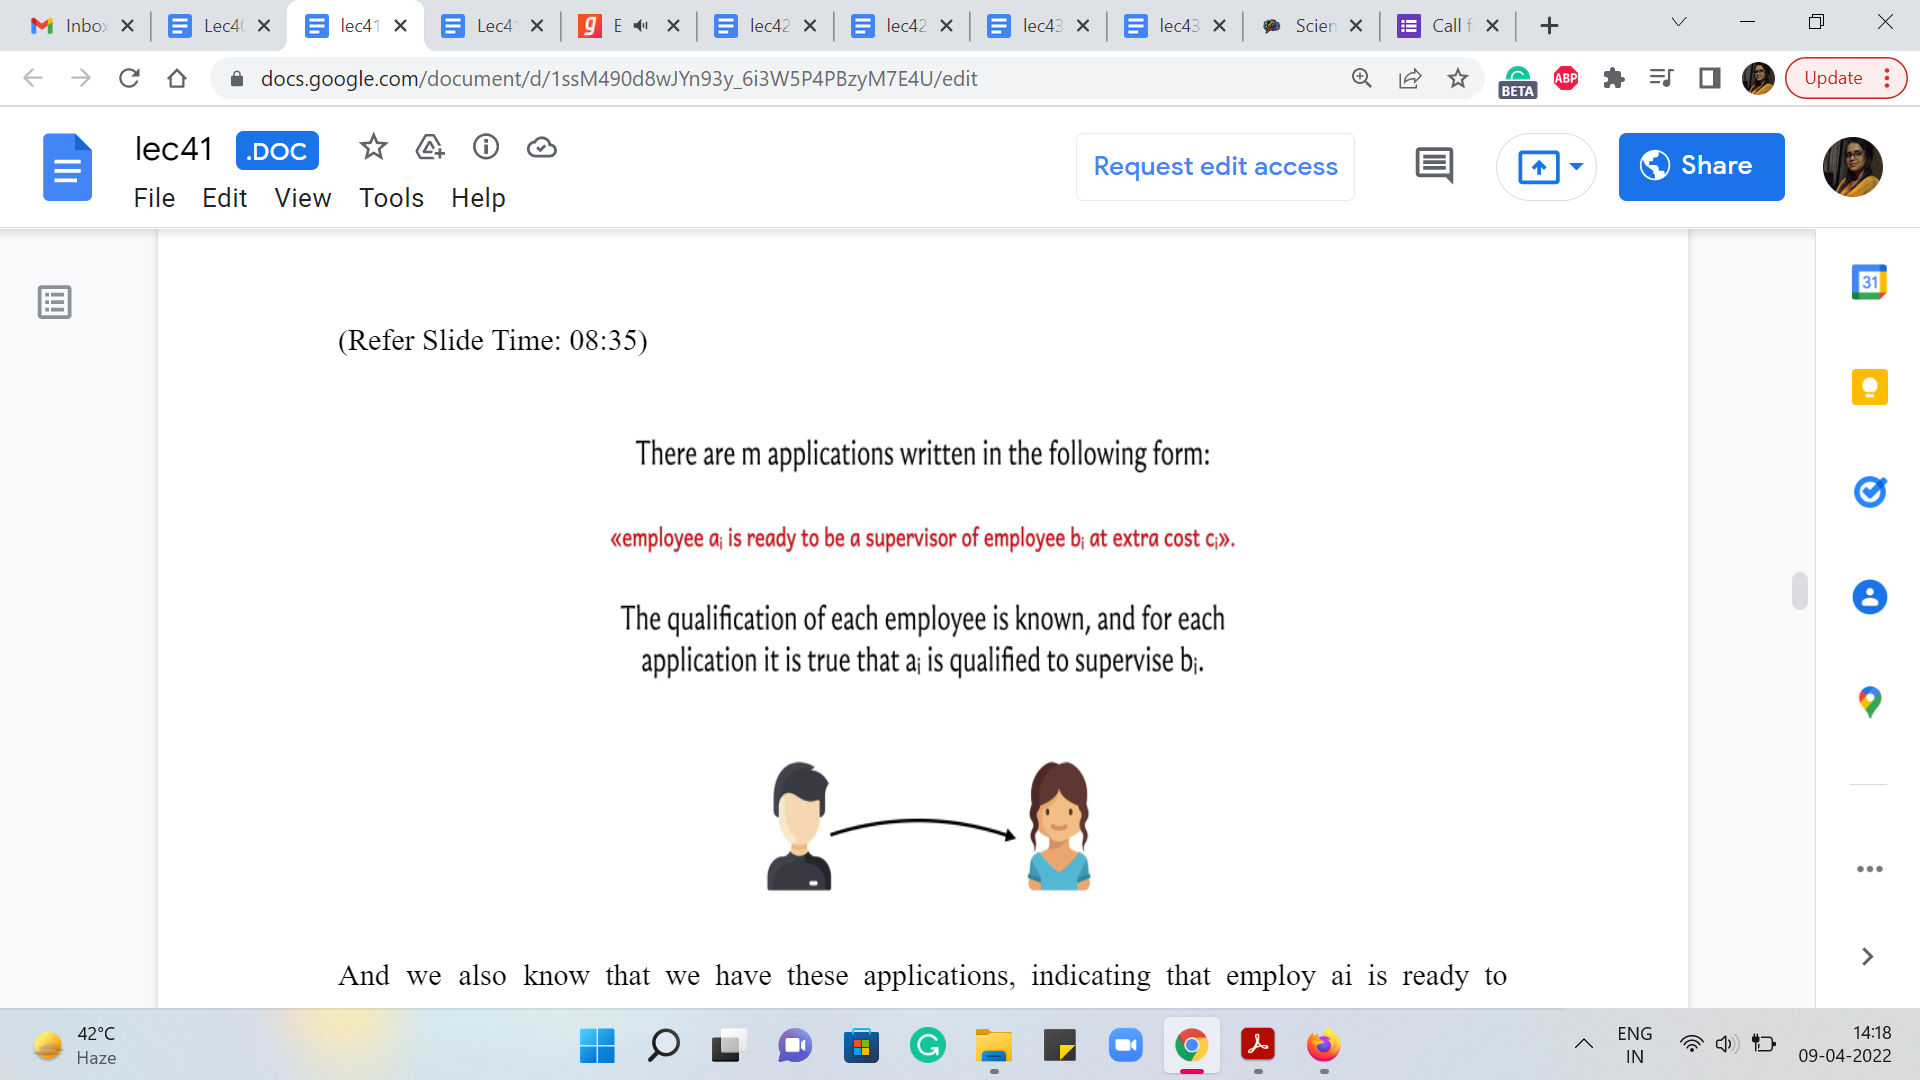 Inbox
Lec4
lec41
Lec4
E
lec42
lec42
lec43
lec43
Scien
Call f
docs.google.com/document/d/1ssM490d8wJYn93y_6i3W5P4PBzyM7E4U/edit
BETA
ABP
Update
lec41
.DOC
Request edit access
Share
File Edit View Tools Help
31
(Refer Slide Time: 08:35)
There are m applications written in the following form:
«employee ai is ready to be a supervisor of employee bi at extra cost ci».
The qualification of each employee is known, and for each
application it is true that ai is qualified to supervise bi.
And we also know that we have these applications, indicating that employ ai is ready to
42°C
Haze
ENG
IN
14:18
09-04-2022